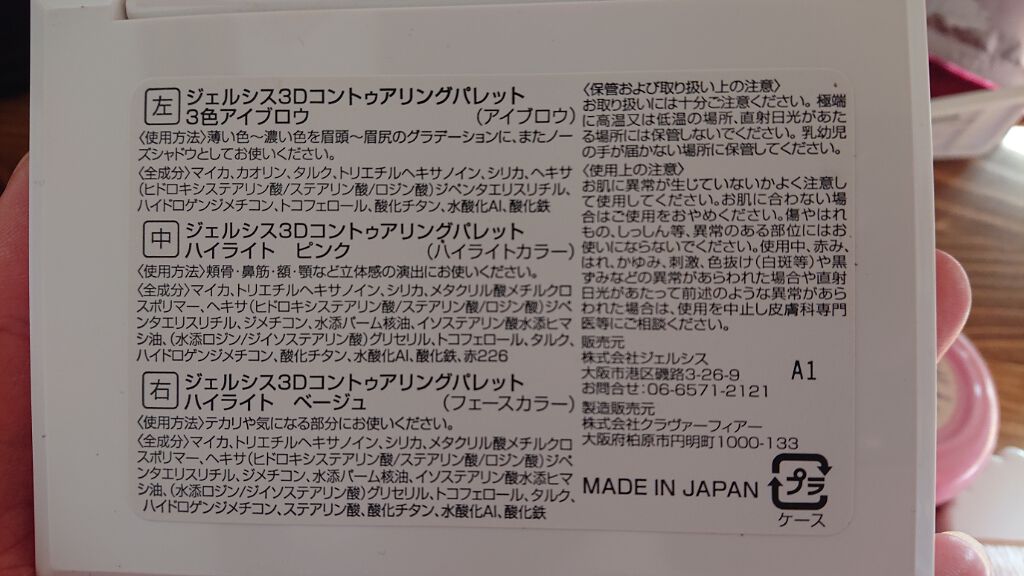 左 ジェルシス3Dコントゥアリングパレット
3色アイブロウ (アイブロウ)
〈使用方法〉薄い色～濃い色を眉頭～眉尻のグラデーションに、またノー
ズシャドウとしてお使いください。
〈全成分〉マイカ、カオリン、タルク、トリエチルヘキサノイン、シリカ、ヘキサ
(ヒドロキシステアリン酸/ステアリン酸/ロジン酸)ジペンタエリスリチル、
ハイドロゲンジメチコン、トコフェロール、酸化チタン、水酸化Al、酸化鉄
中 ジェルシス3Dコントゥアリングパレット
ハイライト ピンク (ハイライトカラー)
〈使用方法〉頬骨・鼻筋・額・顎など立体感の演出にお使いください。
〈全成分〉マイカ、トリエチルヘキサノイン、シリカ、メタクリル酸メチルクロ
スポリマー、ヘキサ(ヒドロキシステアリン酸/ステアリン酸/ロジン酸)ジペ
ンタエリスリチル、ジメチコン、水添パーム核油、イソステアリン酸水添ヒマ
シ油、(水添ロジン/ジイソステアリン酸)グリセリル、トコフェロール、タルク、
ハイドロゲンジメチコン、酸化チタン、水酸化Al、酸化鉄、赤226
右 ジェルシス3Dコントゥアリングパレット
ハイライト ベージュ (フェースカラー)
〈使用方法〉テカリや気になる部分にお使いください。
〈全成分〉マイカ、トリエチルヘキサノイン、シリカ、メタクリル酸メチルクロ
スポリマー、ヘキサ(ヒドロキシステアリン酸/ステアリン酸/ロジン酸)ジペ
ンタエリスリチル、ジメチコン、水添パーム核油、イソステアリン酸水添ヒマ
シ油、(水添ロジン/ジイソステアリン酸)グリセリル、トコフェロール、タルク、
ハイドロゲンジメチコン、ステアリン酸、酸化チタン、水酸化Al、酸化鉄
〈保管および取り扱い上の注意〉
お取り扱いには十分ご注意ください。極端
に高温又は低温の場所、直射日光があた
る場所には保管しないでください。乳幼児
の手が届かない場所に保管してください。
〈使用上の注意〉
お肌に異常が生じていないかよく注意し
て使用してください。お肌に合わない場
合はご使用をおやめください。傷やはれ
もの、しっしん等、異常のある部位にはお
使いにならないでください。使用中、赤み、
はれ、かゆみ、刺激、色抜け(白斑等)や黒
ずみなどの異常があらわれた場合や直射
日光があたって前述のような異常があら
われた場合は、使用を中止し皮膚科専門
医等にご相談ください。
販売元
株式会社ジェルシス
大阪市港区磯路3-26-9
お問合せ：06-6571-2121
A1
製造販売元
株式会社クラヴァーフィアー
大阪府柏原市円明町1000-133
MADE IN JAPAN
プラ
ケース